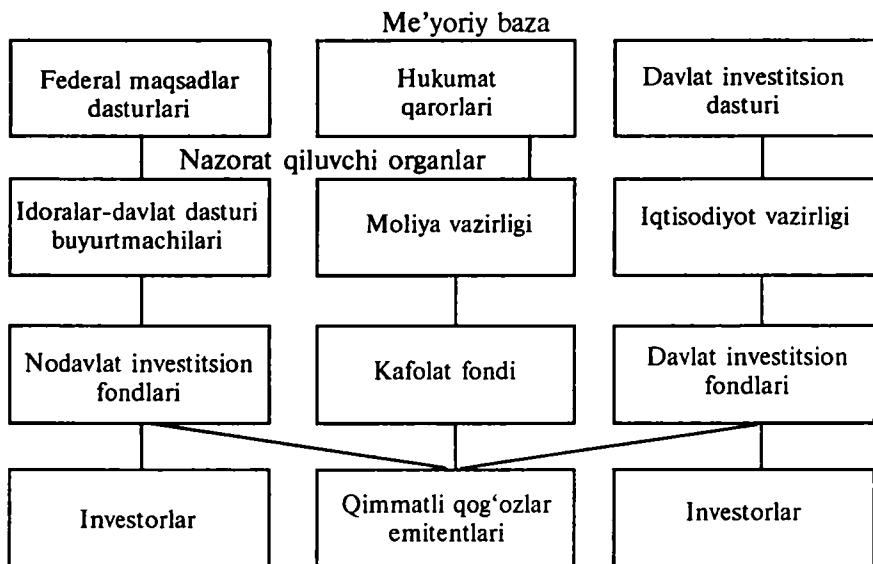 Me’yoriy baza
Federal maqsadlar
dasturlari
Hukumat
qarorlari
Davlat investitsion
dasturi
Nazorat qiluvchi organlar
Idoralar-davlat dasturi
buyurtmachilari
Moliya vazirligi
Iqtisodiyot vazirligi
Nodavlat investitsion
fondlari
Kafolat fondi
Davlat investitsion
fondlari
Investorlar
Qimmatli qog‘ozlar
emitentlari
Investorlar